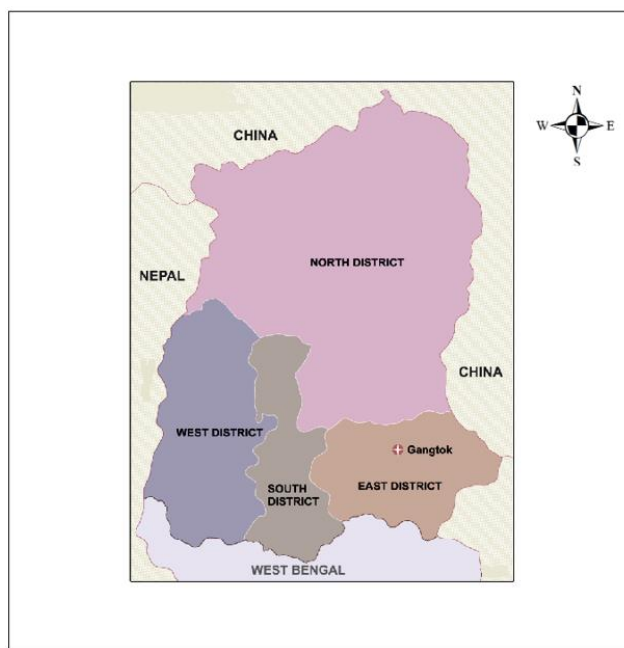 N
W E
S
CHINA
NORTH DISTRICT
NEPAL
CHINA
WEST DISTRICT
Gangtok
SOUTH
DISTRICT
EAST DISTRICT
WEST BENGAL